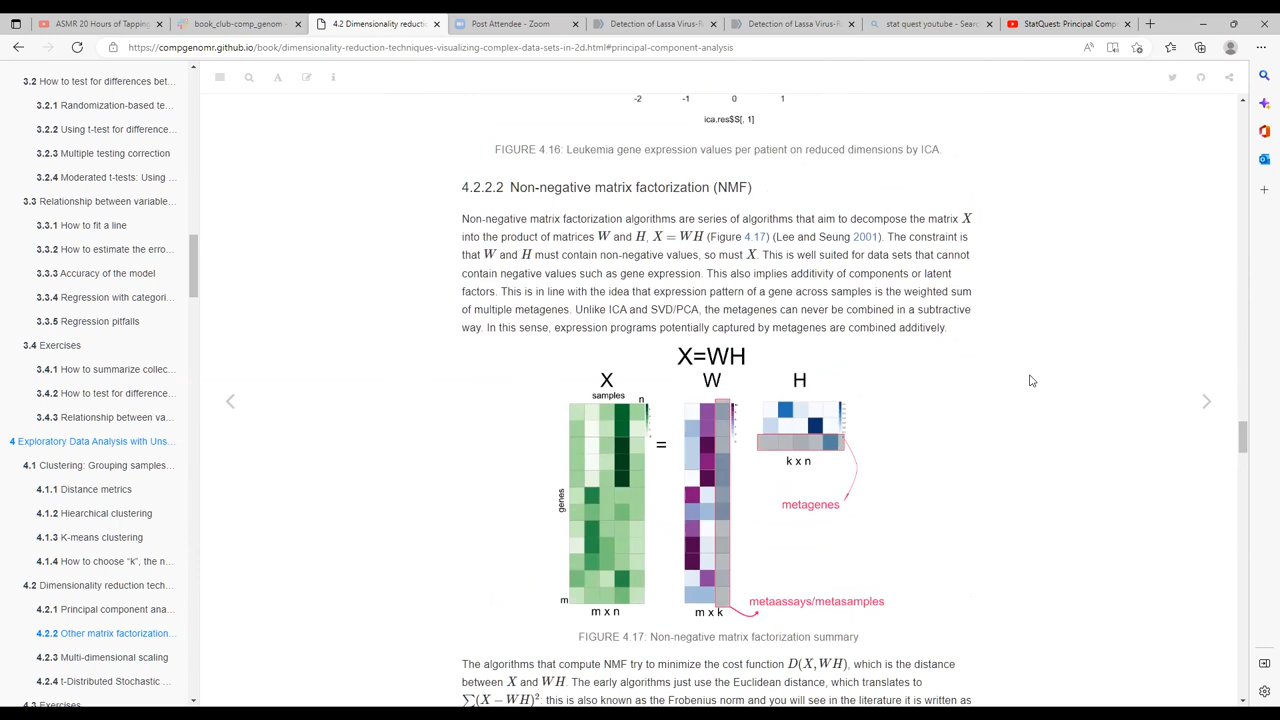 ASMR 20 Hours of Tapping
book_club-comp_genom
4.2 Dimensionality reducti
Post Attendee - Zoom
Detection of Lassa Virus-R
Detection of Lassa Virus-R
stat quest youtube - Sear
StatQuest: Principal Comp
https://compgenomr.github.io/book/dimensionality-reduction-techniques-visualizing-complex-data-sets-in-2d.html#principal-component-analysis
3.2 How to test for differences bet...
3.2.1 Randomization-based te...
3.2.2 Using t-test for difference...
3.2.3 Multiple testing correction
3.2.4 Moderated t-tests: Using ...
3.3 Relationship between variable...
3.3.1 How to fit a line
3.3.2 How to estimate the erro...
3.3.3 Accuracy of the model
3.3.4 Regression with categori...
3.3.5 Regression pitfalls
3.4 Exercises
3.4.1 How to summarize collec...
3.4.2 How to test for difference...
3.4.3 Relationship between va...
4 Exploratory Data Analysis with Uns...
4.1 Clustering: Grouping samples...
4.1.1 Distance metrics
4.1.2 Hiearchical clustering
4.1.3 K-means clustering
4.1.4 How to choose “k”, the n...
4.2 Dimensionality reduction tech...
4.2.1 Principal component ana...
4.2.2 Other matrix factorization...
4.2.3 Multi-dimensional scaling
4.2.4 t-Distributed Stochastic ...
4.3 Exercises
-2 -1 0 1
ica.res$S[, 1]
FIGURE 4.16: Leukemia gene expression values per patient on reduced dimensions by ICA.
4.2.2.2 Non-negative matrix factorization (NMF)
Non-negative matrix factorization algorithms are series of algorithms that aim to decompose the matrix X
into the product of matrices W and H, X = WH (Figure 4.17) (Lee and Seung 2001). The constraint is
that W and H must contain non-negative values, so must X. This is well suited for data sets that cannot
contain negative values such as gene expression. This also implies additivity of components or latent
factors. This is in line with the idea that expression pattern of a gene across samples is the weighted sum
of multiple metagenes. Unlike ICA and SVD/PCA, the metagenes can never be combined in a subtractive
way. In this sense, expression programs potentially captured by metagenes are combined additively.
X=WH
X W H
samples
n
genes
=
k x n
metagenes
m
m x n
m x k
metaassays/metasamples
FIGURE 4.17: Non-negative matrix factorization summary
The algorithms that compute NMF try to minimize the cost function D(X, WH), which is the distance
between X and WH. The early algorithms just use the Euclidean distance, which translates to
∑(X − WH)²; this is also known as the Frobenius norm and you will see in the literature it is written as